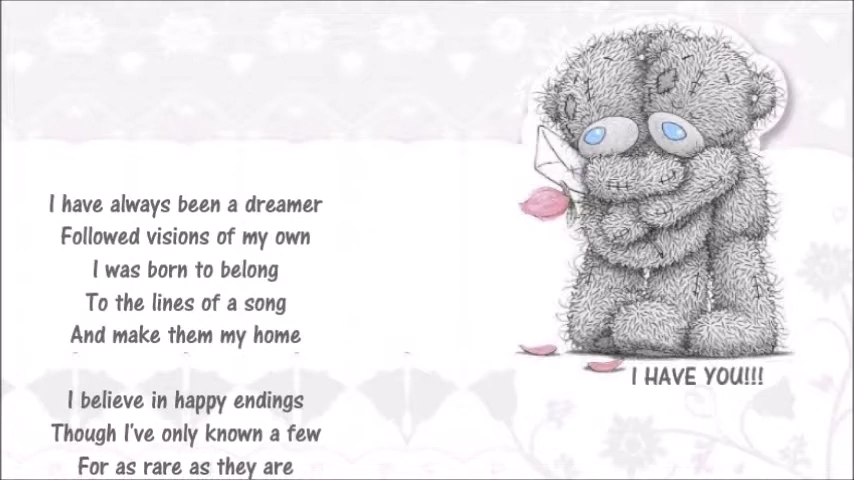 I have always been a dreamer
Followed visions of my own
I was born to belong
To the lines of a song
And make them my home
I believe in happy endings
Though I've only known a few
For as rare as they are
I HAVE YOU!!!